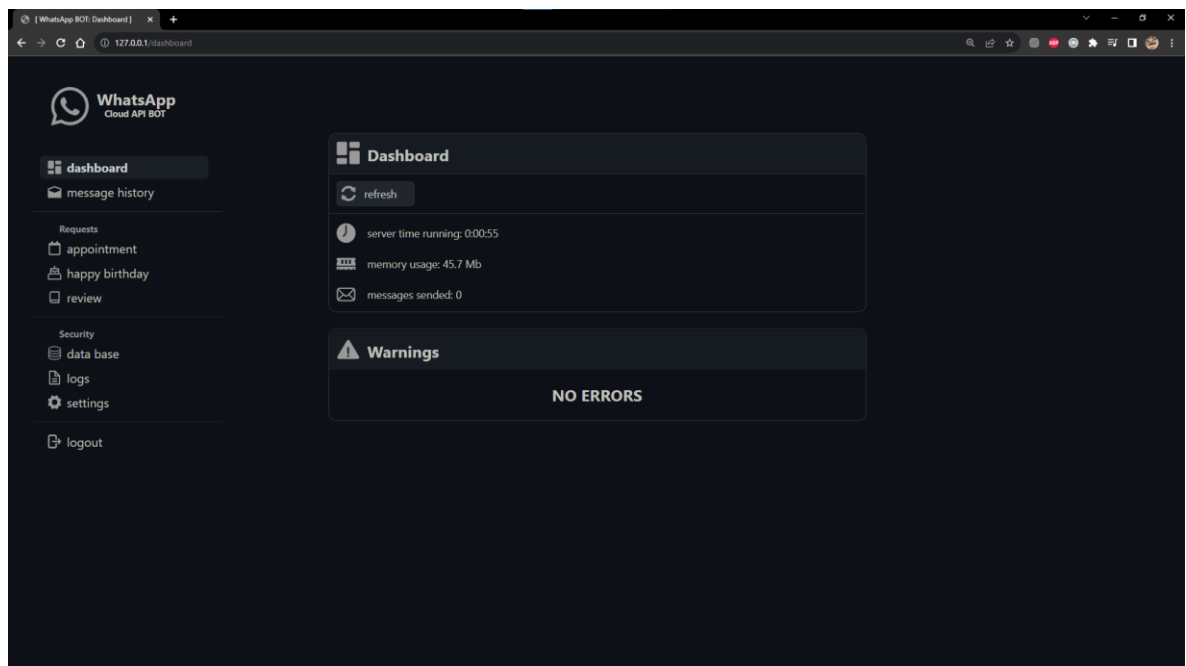 [ WhatsApp BOT: Dashboard ]
127.0.0.1/dashboard
WhatsApp
Cloud API BOT
dashboard
message history
Requests
appointment
happy birthday
review
Security
data base
logs
settings
logout
Dashboard
refresh
server time running: 0:00:55
memory usage: 45.7 Mb
messages sended: 0
Warnings
NO ERRORS